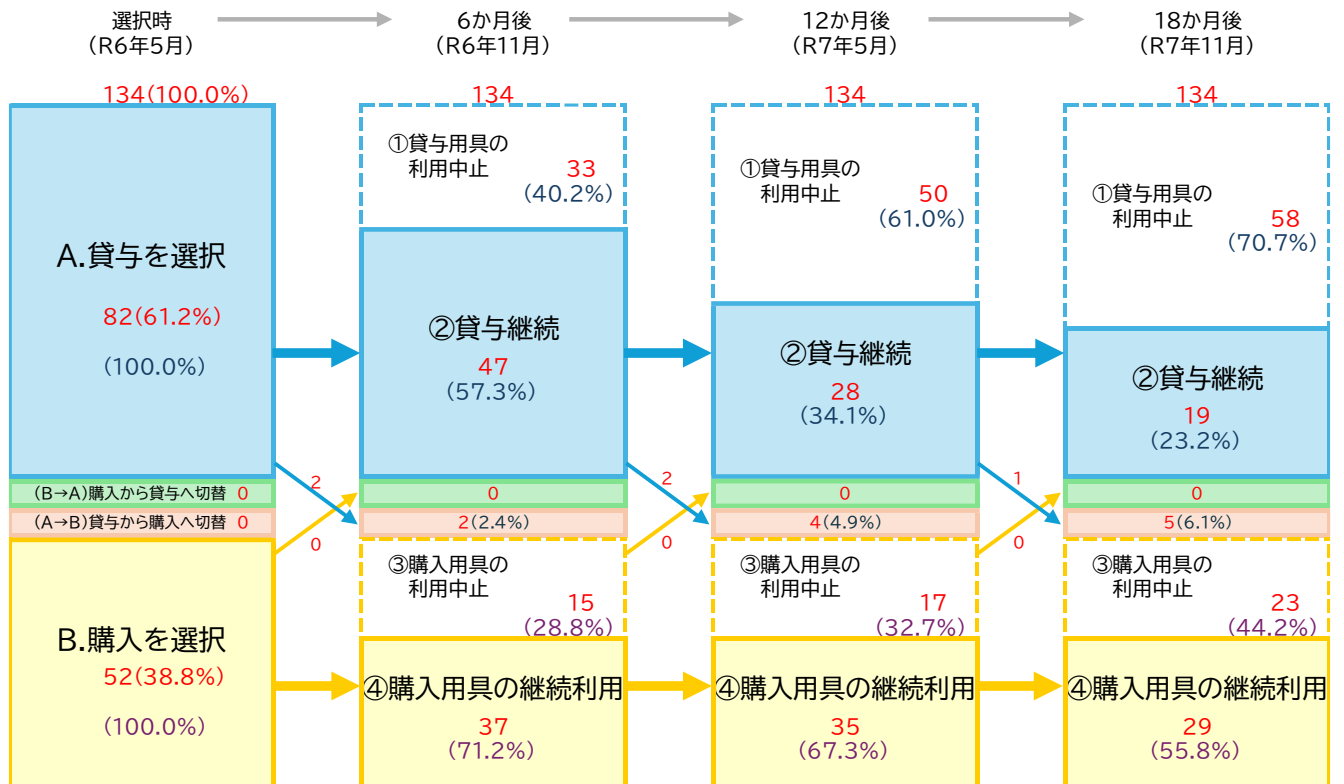 選択時
(R6年5月)
6か月後
(R6年11月)
12か月後
(R7年5月)
18か月後
(R7年11月)
134(100.0%)
134
134
134
A.貸与を選択
82(61.2%)
(100.0%)
①貸与用具の
利用中止
33
(40.2%)
②貸与継続
47
(57.3%)
①貸与用具の
利用中止
50
(61.0%)
②貸与継続
28
(34.1%)
①貸与用具の
利用中止
58
(70.7%)
②貸与継続
19
(23.2%)
2
2
1
(B→A)購入から貸与へ切替 0
0
0
0
(A→B)貸与から購入へ切替 0
2(2.4%)
4(4.9%)
5(6.1%)
0
0
0
B.購入を選択
52(38.8%)
(100.0%)
③購入用具の
利用中止
15
(28.8%)
④購入用具の継続利用
37
(71.2%)
③購入用具の
利用中止
17
(32.7%)
④購入用具の継続利用
35
(67.3%)
③購入用具の
利用中止
23
(44.2%)
④購入用具の継続利用
29
(55.8%)